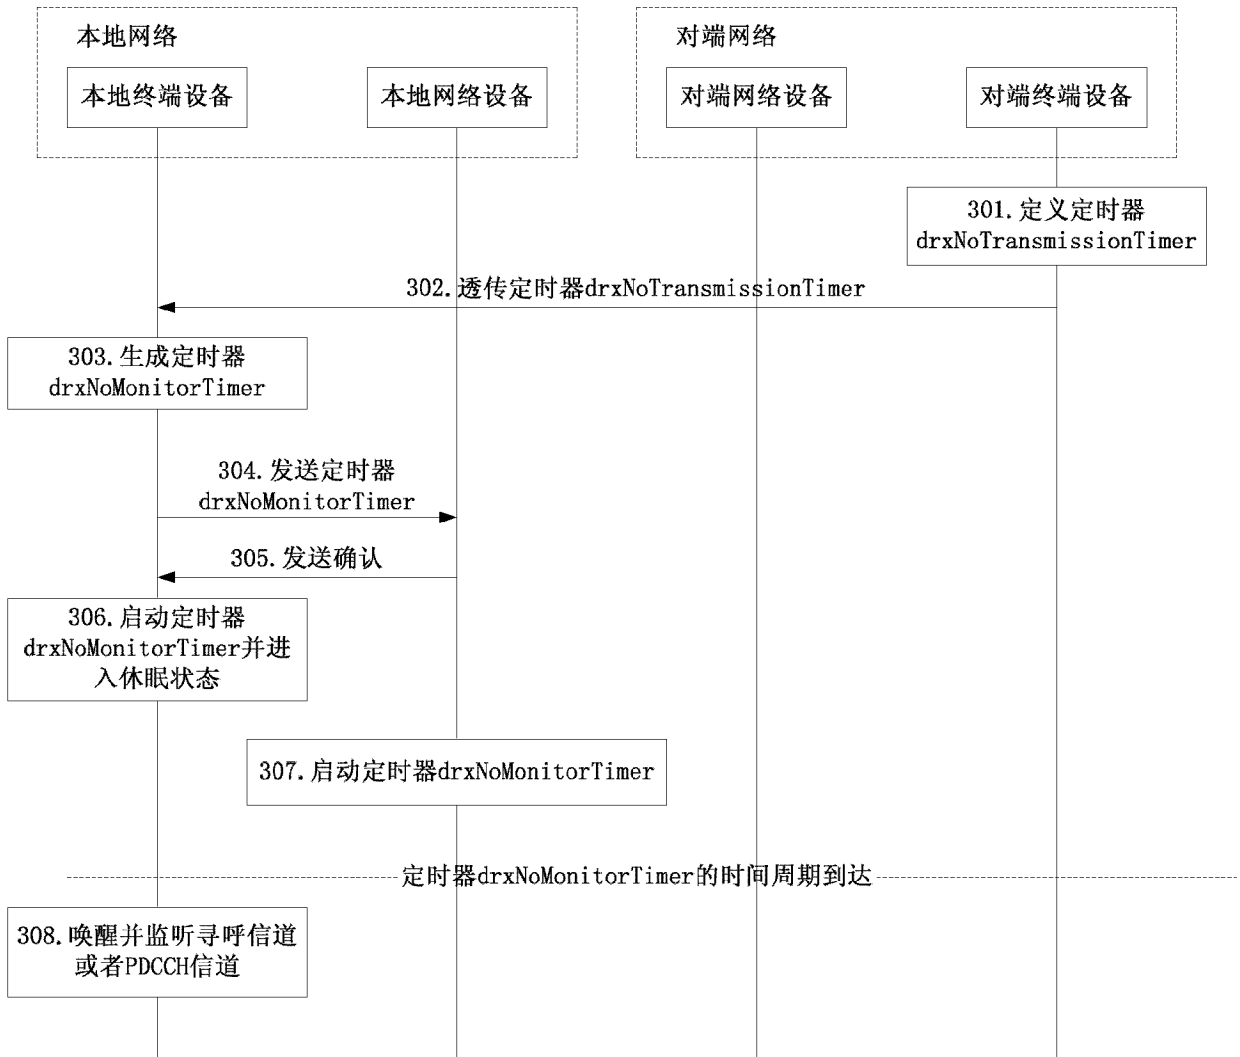 本地网络
对端网络
本地终端设备
本地网络设备
对端网络设备
对端终端设备
301.定义定时器
drxNoTransmissionTimer
302.透传定时器drxNoTransmissionTimer
303.生成定时器
drxNoMonitorTimer
304.发送定时器
drxNoMonitorTimer
305.发送确认
306.启动定时器
drxNoMonitorTimer并进
入休眠状态
307.启动定时器drxNoMonitorTimer
定时器drxNoMonitorTimer的时间周期到达
308.唤醒并监听寻呼信道
或者PDCCH信道